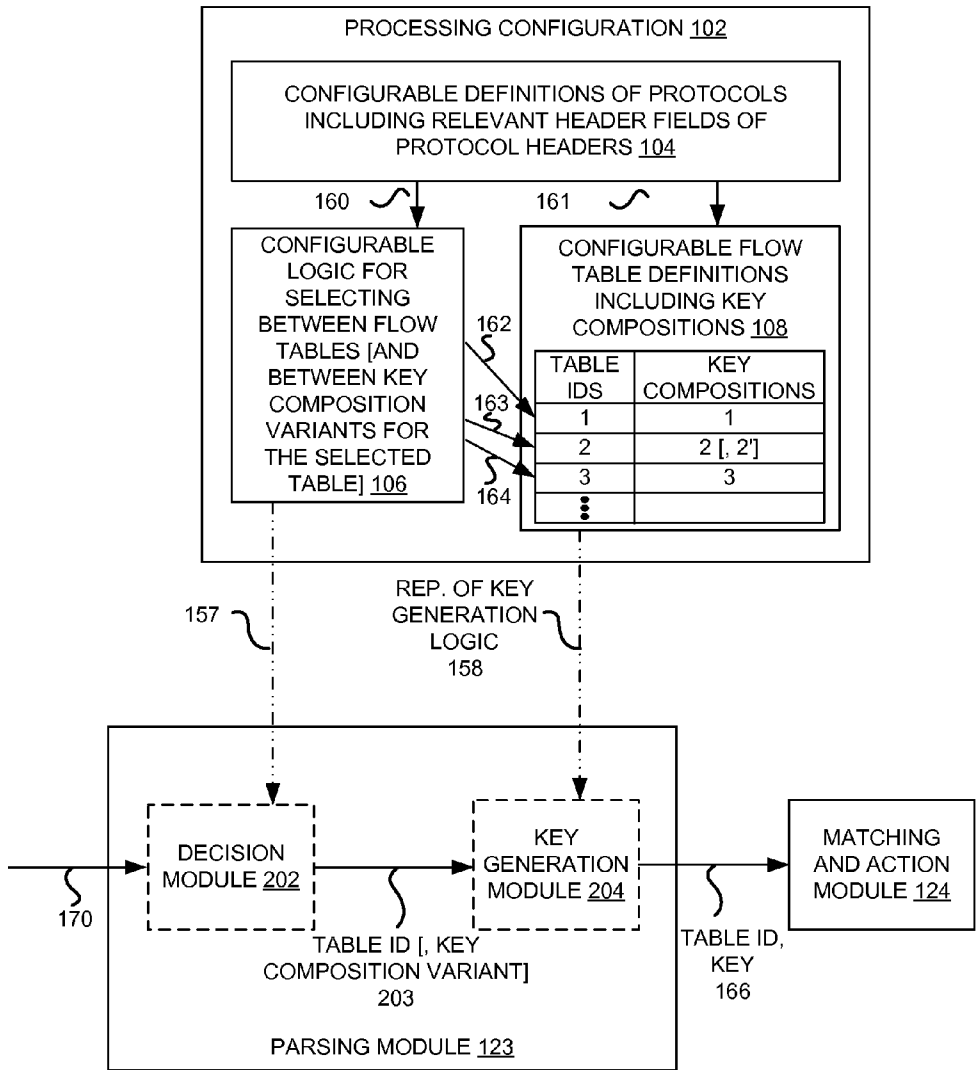 PROCESSING CONFIGURATION 102
CONFIGURABLE DEFINITIONS OF PROTOCOLS
INCLUDING RELEVANT HEADER FIELDS OF
PROTOCOL HEADERS 104
160
161
CONFIGURABLE
LOGIC FOR
SELECTING
BETWEEN FLOW
TABLES [AND
BETWEEN KEY
COMPOSITION
VARIANTS FOR
THE SELECTED
TABLE] 106
162
163
164
CONFIGURABLE FLOW
TABLE DEFINITIONS
INCLUDING KEY
COMPOSITIONS 108
TABLE
IDS
KEY
COMPOSITIONS
1
1
2
2 [, 2']
3
3
157
REP. OF KEY
GENERATION
LOGIC
158
170
DECISION
MODULE 202
TABLE ID [, KEY
COMPOSITION VARIANT]
203
KEY
GENERATION
MODULE 204
TABLE ID,
KEY
166
MATCHING
AND ACTION
MODULE 124
PARSING MODULE 123